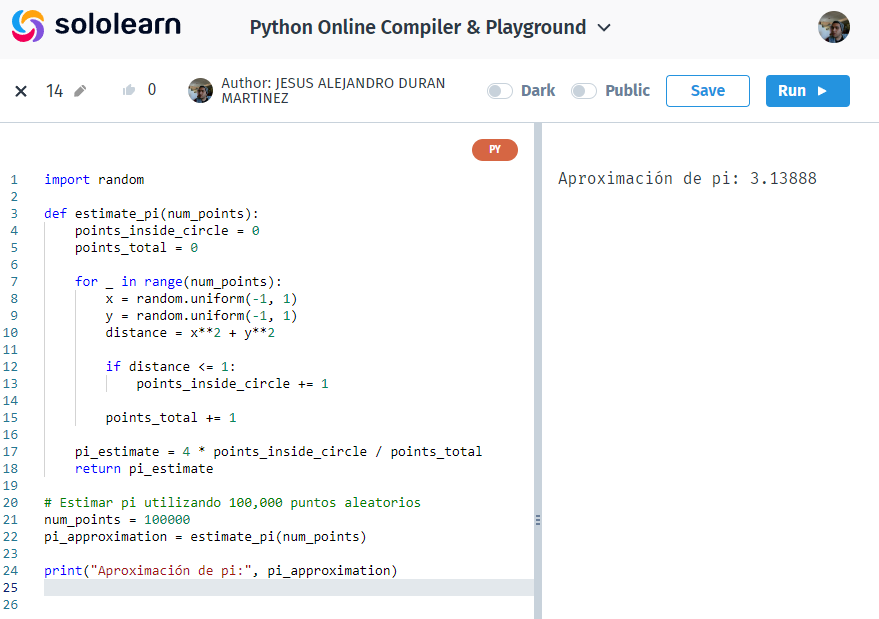 sololearn
Python Online Compiler & Playground
14
0
Author: JESUS ALEJANDRO DURAN
MARTINEZ
Dark
Public
Save
Run
PY
1 import random
2
3 def estimate_pi(num_points):
4     points_inside_circle = 0
5     points_total = 0
6
7     for _ in range(num_points):
8         x = random.uniform(-1, 1)
9         y = random.uniform(-1, 1)
10         distance = x**2 + y**2
11
12         if distance <= 1:
13             points_inside_circle += 1
14
15         points_total += 1
16
17     pi_estimate = 4 * points_inside_circle / points_total
18     return pi_estimate
19
20 # Estimar pi utilizando 100,000 puntos aleatorios
21 num_points = 100000
22 pi_approximation = estimate_pi(num_points)
23
24 print("Aproximación de pi:", pi_approximation)
25
26
Aproximación de pi: 3.13888